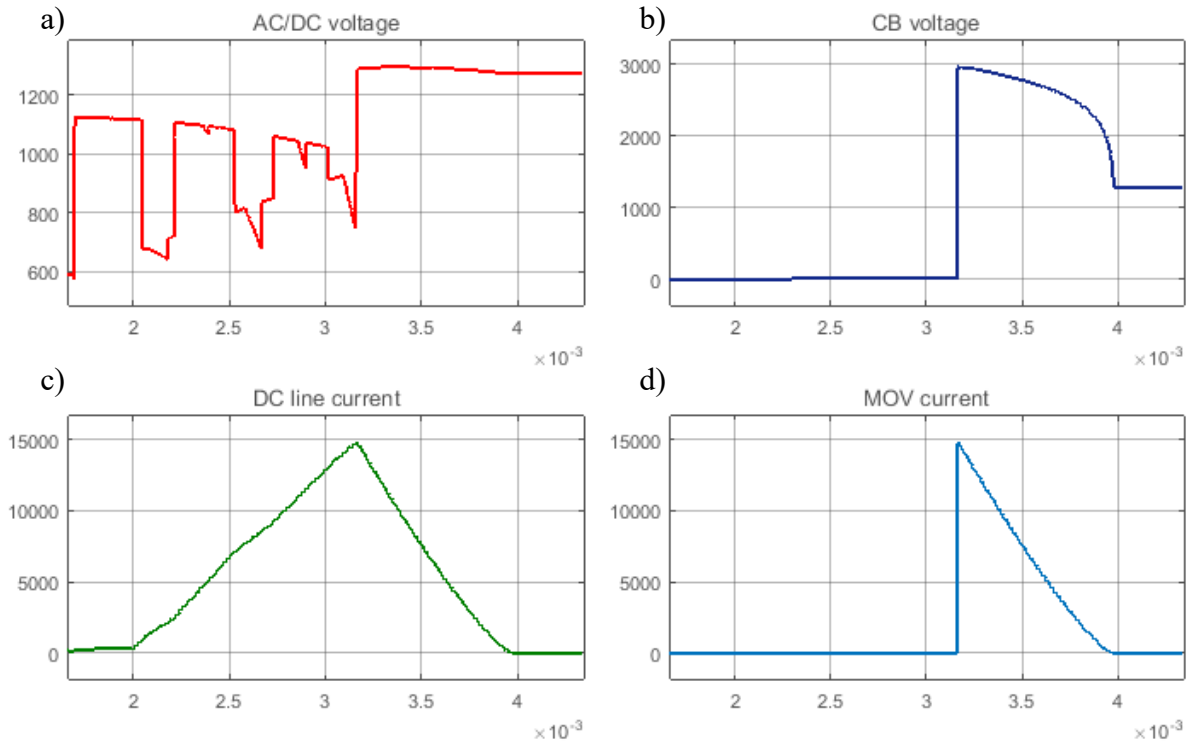 a)
AC/DC voltage
1200
1000
800
600
2 2.5 3 3.5 4
×10⁻³
b)
CB voltage
3000
2000
1000
0
2 2.5 3 3.5 4
×10⁻³
c)
DC line current
15000
10000
5000
0
2 2.5 3 3.5 4
×10⁻³
d)
MOV current
15000
10000
5000
0
2 2.5 3 3.5 4
×10⁻³